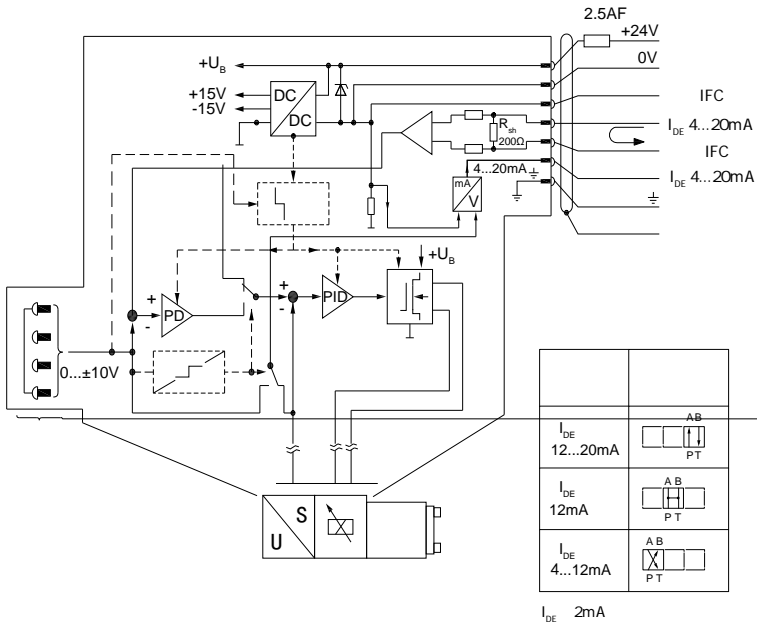 2.5AF
+24V
+U_B
0V
+15V
-15V
DC
DC
IFC
R_sh
200Ω
I_DE 4...20mA
IFC
4...20mA
I_DE 4...20mA
mA
V
+U_B
+
-
PD
+
-
PID
0...±10V
I_DE
12...20mA
A B
P T
I_DE
12mA
A B
P T
I_DE
4...12mA
A B
P T
S
U
I_DE 2mA